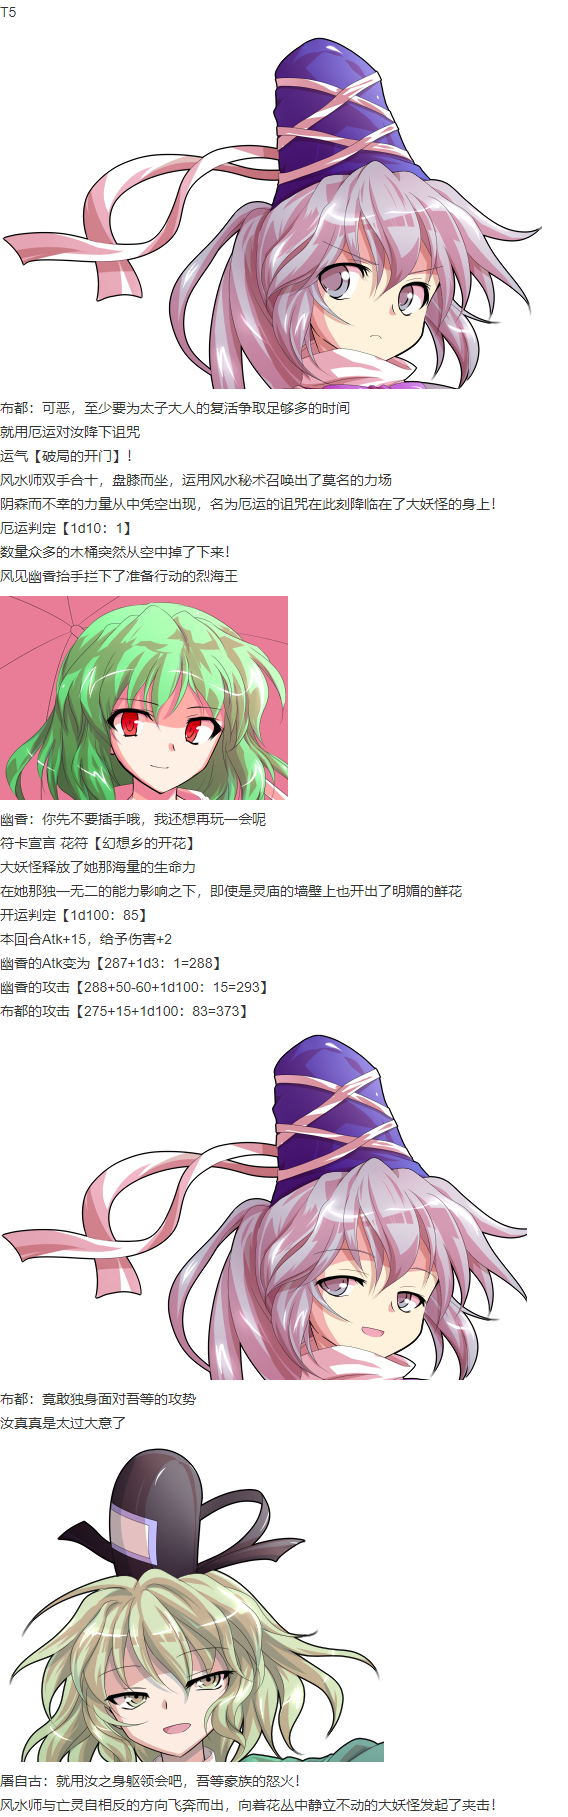 T5
布都：可恶，至少要为太子大人的复活争取足够多的时间
就用厄运对汝降下诅咒
运气【破局的开门】！
风水师双手合十，盘膝而坐，运用风水秘术召唤出了莫名的力场
阴森而不幸的力量从中凭空出现，名为厄运的诅咒在此刻降临在了大妖怪的身上！
厄运判定【1d10：1】
数量众多的木桶突然从空中掉了下来！
风见幽香抬手拦下了准备行动的烈海王
幽香：你先不要插手哦，我还想再玩一会呢
符卡宣言 花符【幻想乡的开花】
大妖怪释放了她那海量的生命力
在她那独一无二的能力影响之下，即使是灵庙的墙壁上也开出了明媚的鲜花
开运判定【1d100：85】
本回合Atk+15，给予伤害+2
幽香的Atk变为【287+1d3：1=288】
幽香的攻击【288+50-60+1d100：15=293】
布都的攻击【275+15+1d100：83=373】
布都：竟敢独身面对吾等的攻势
汝真真是太过大意了
屠自古：就用汝之身躯领会吧，吾等豪族的怒火！
风水师与亡灵自相反的方向飞奔而出，向着花丛中静立不动的大妖怪发起了夹击！